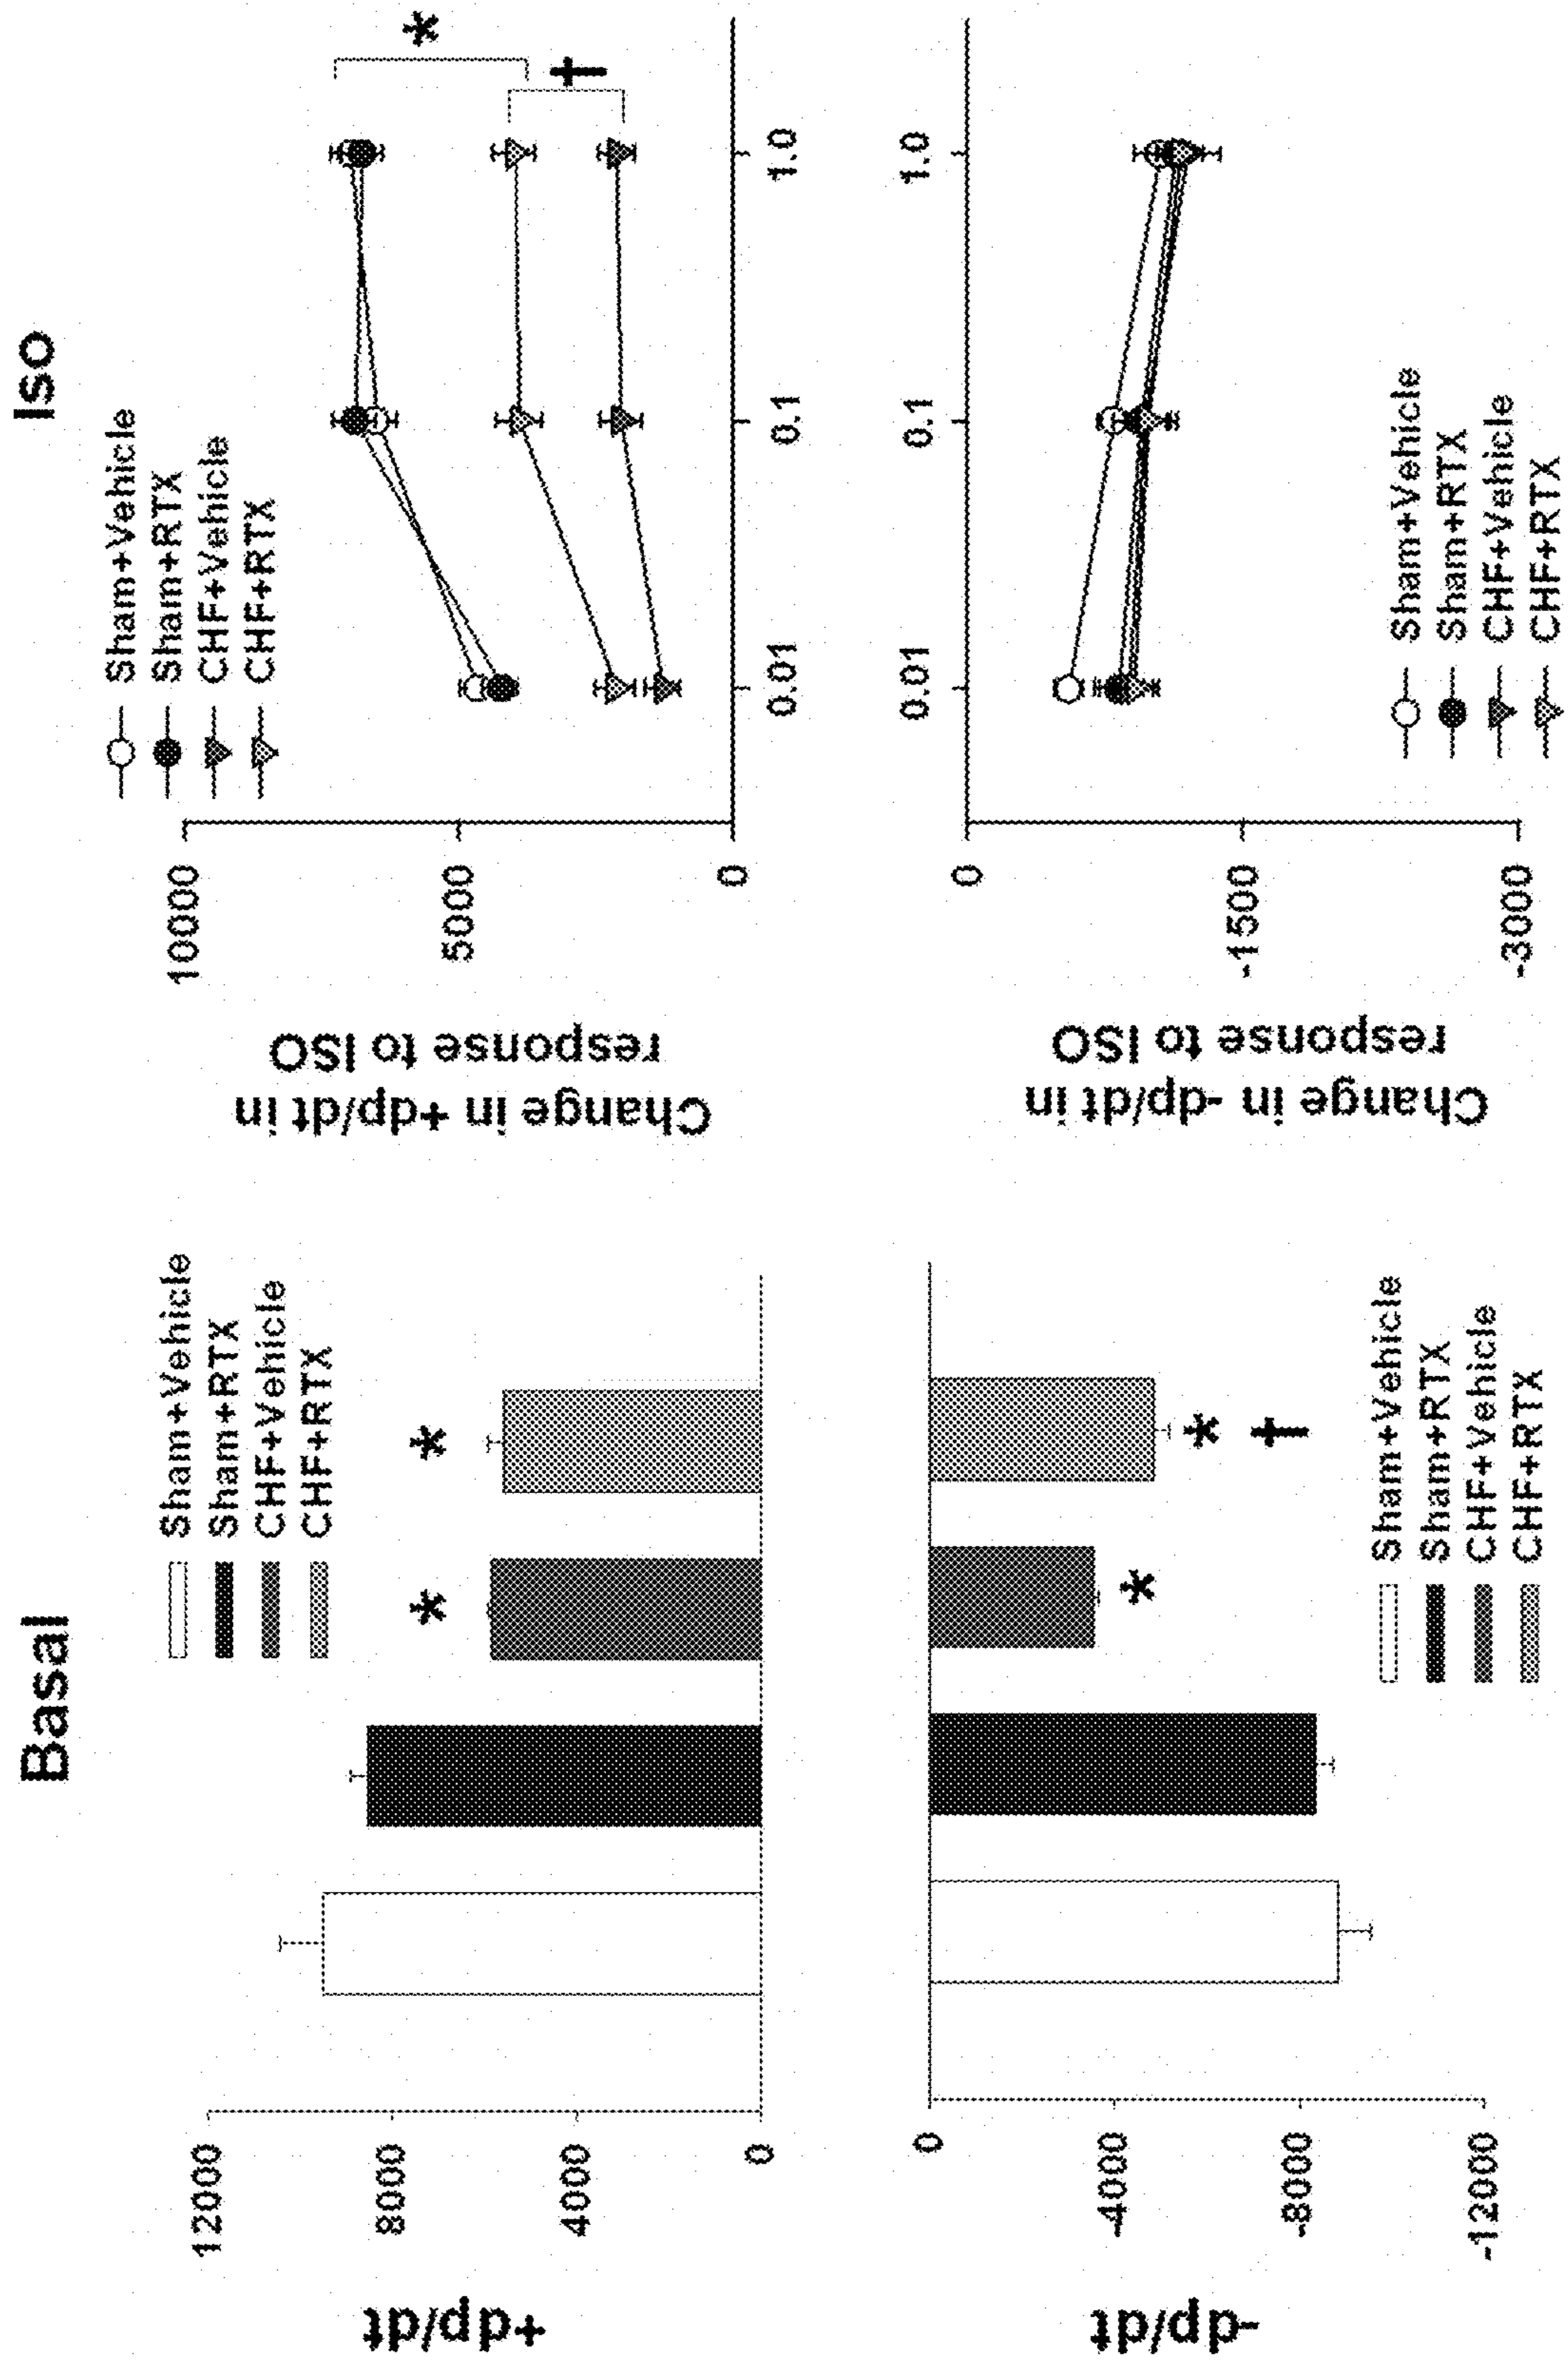 Basal
+dp/dt
12000
8000
4000
0
Sham+Vehicle
Sham+RTX
CHF+Vehicle
CHF+RTX
*
*
-dp/dt
0
-4000
-8000
-12000
*
* †
Sham+Vehicle
Sham+RTX
CHF+Vehicle
CHF+RTX
Iso
Change in +dp/dt in
response to ISO
10000
5000
0
Sham+Vehicle
Sham+RTX
CHF+Vehicle
CHF+RTX
*
†
0.01 0.1 1.0
Change in -dp/dt in
response to ISO
0
-1500
-3000
0.01 0.1 1.0
Sham+Vehicle
Sham+RTX
CHF+Vehicle
CHF+RTX